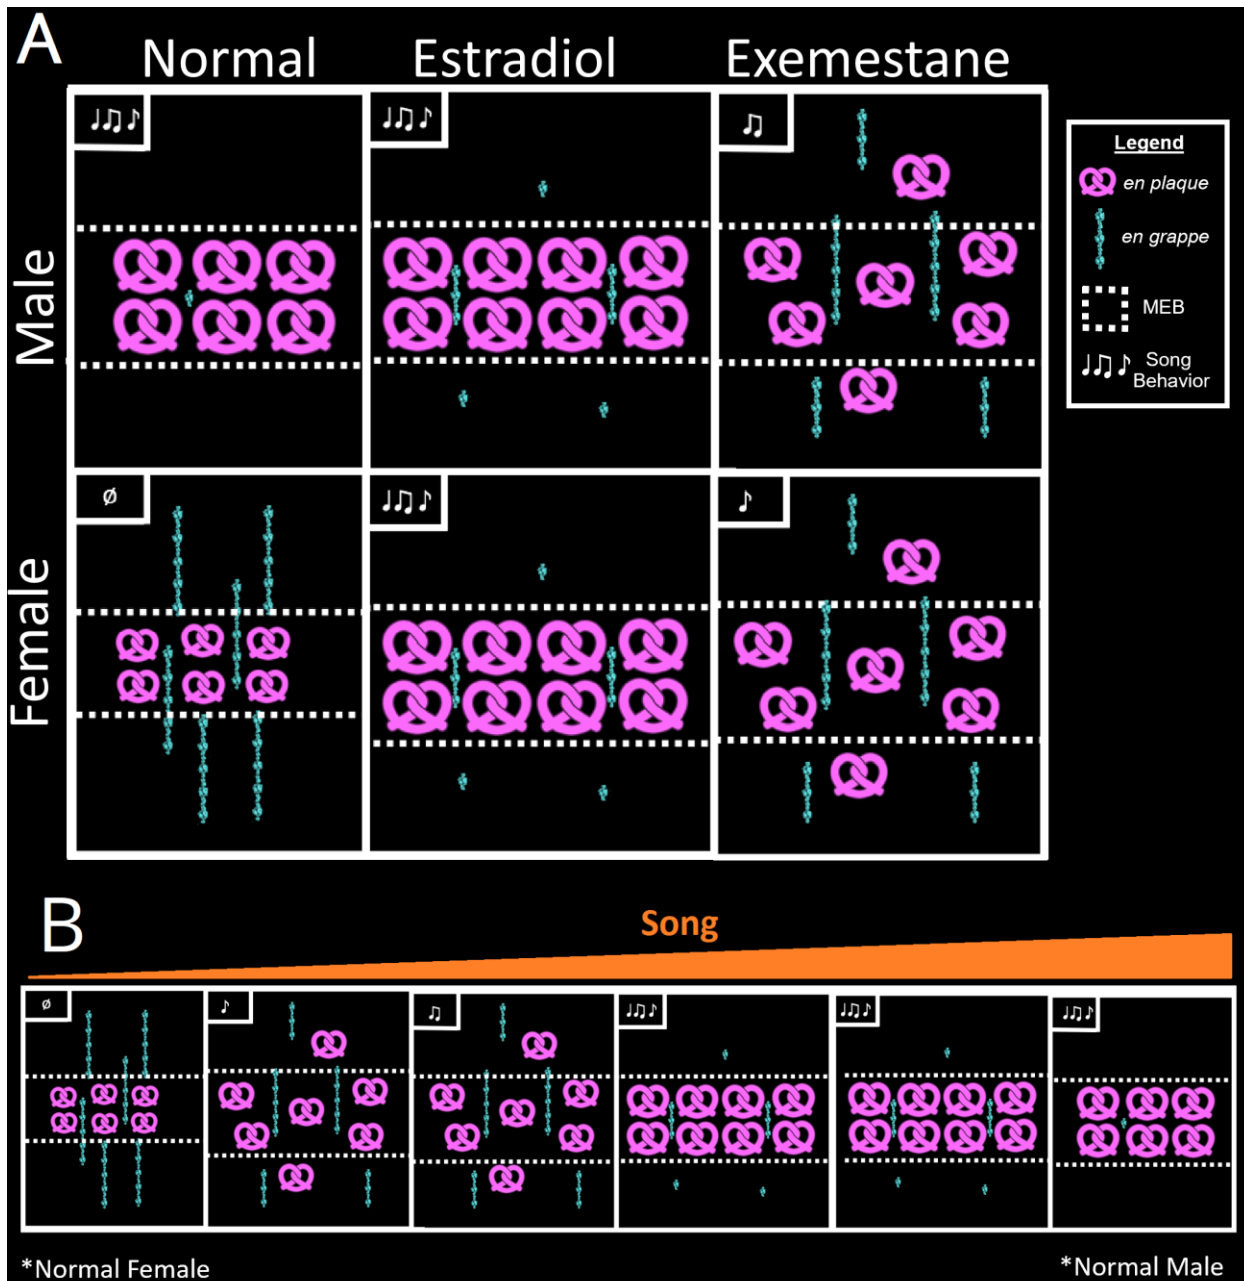 A
Normal Estradiol Exemestane
Male
Female
Legend
en plaque
en grappe
MEB
Song
Behavior
ø
B
Song
ø
*Normal Female
*Normal Male